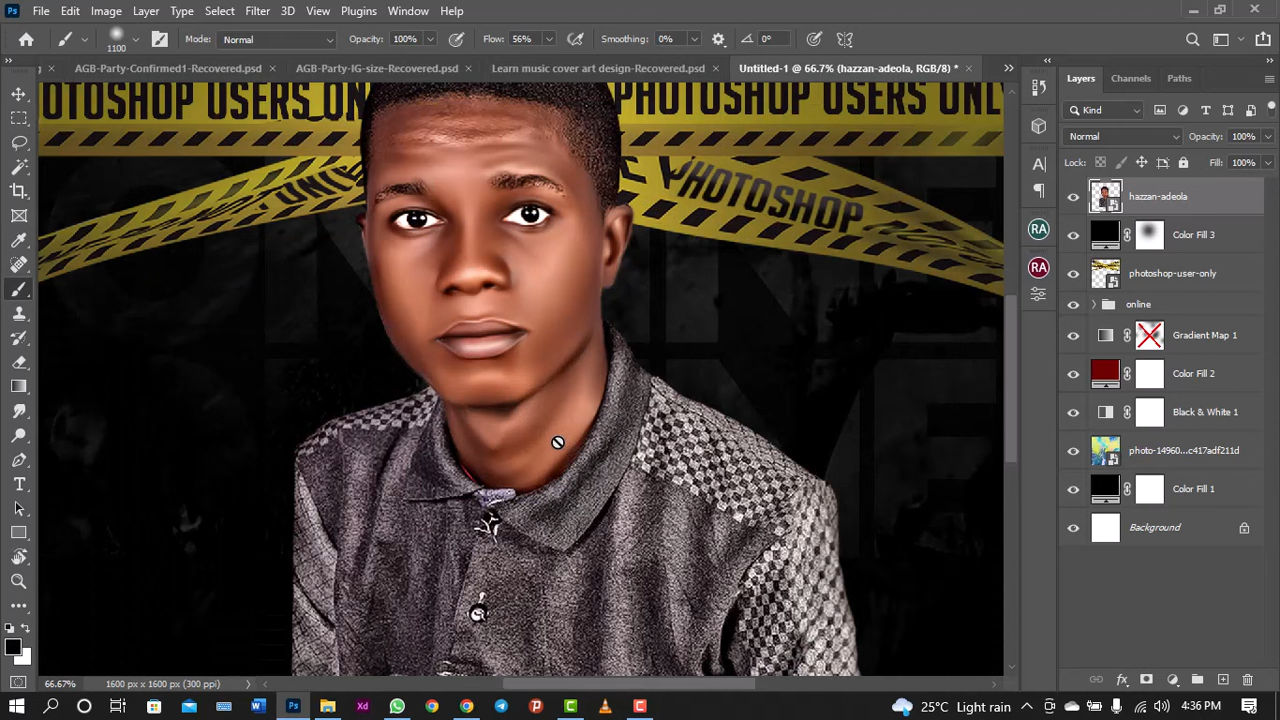 Ps File Edit Image Layer Type Select Filter 3D View Plugins Window Help
1100 Mode: Normal Opacity: 100% Flow: 56% Smoothing: 0% 0°
AGB-Party-Confirmed1-Recovered.psd × AGB-Party-IG-size-Recovered.psd × Learn music cover art design-Recovered.psd × Untitled-1 @ 66.7% (hazzan-adeola, RGB/8) * ×
Layers Channels Paths
Kind
Normal Opacity: 100%
Lock: Fill: 100%
hazzan-adeola
Color Fill 3
photoshop-user-only
online
Gradient Map 1
Color Fill 2
Black & White 1
photo-14960...c417adf2d
Color Fill 1
Background
RA
RA
OTOSHOP USERS ON
PHOTOSHOP USERS ONLY
PHOTOSHOP
66.67% 1600 px x 1600 px (300 ppi)
25°C Light rain 4:36 PM